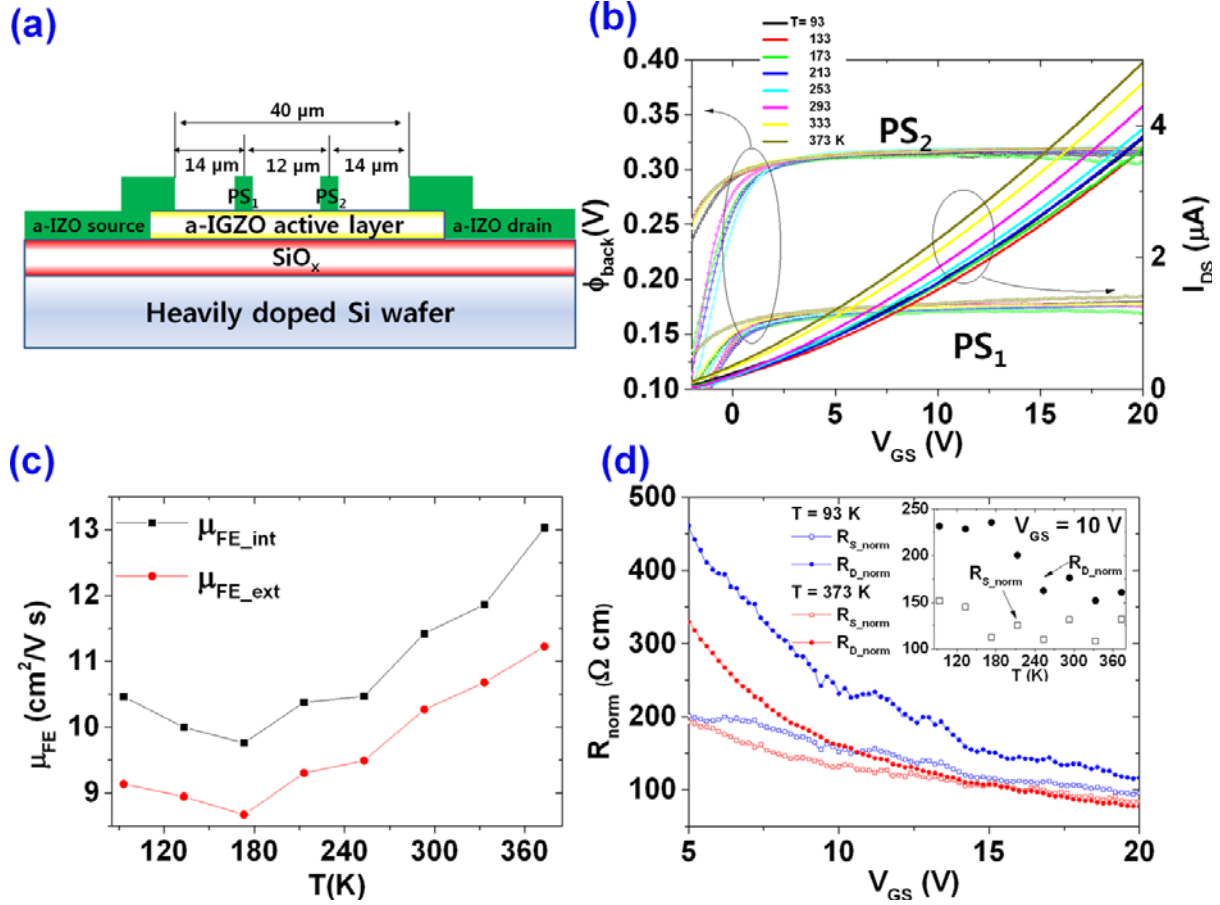 (a)
40 μm
14 μm 12 μm 14 μm
PS1 PS2
a-IZO source a-IGZO active layer a-IZO drain
SiOx
Heavily doped Si wafer
(b)
T= 93
133
173
213
253
293
333
373 K
PS2
PS1
0.40
0.35
0.30
0.25
0.20
0.15
0.10
ϕback(V)
4
2
0
IDS (μA)
0 5 10 15 20
VGS (V)
(c)
μFE_int
μFE_ext
13
12
11
10
9
μFE (cm2/V s)
120 180 240 300 360
T(K)
(d)
500
400
300
200
100
Rnorm (Ω cm)
T = 93 K
RS_norm
RD_norm
T = 373 K
RS_norm
RD_norm
250
200
150
100
VGS = 10 V
RD_norm
RS_norm
120 180 240 300 360
T(K)
5 10 15 20
VGS (V)